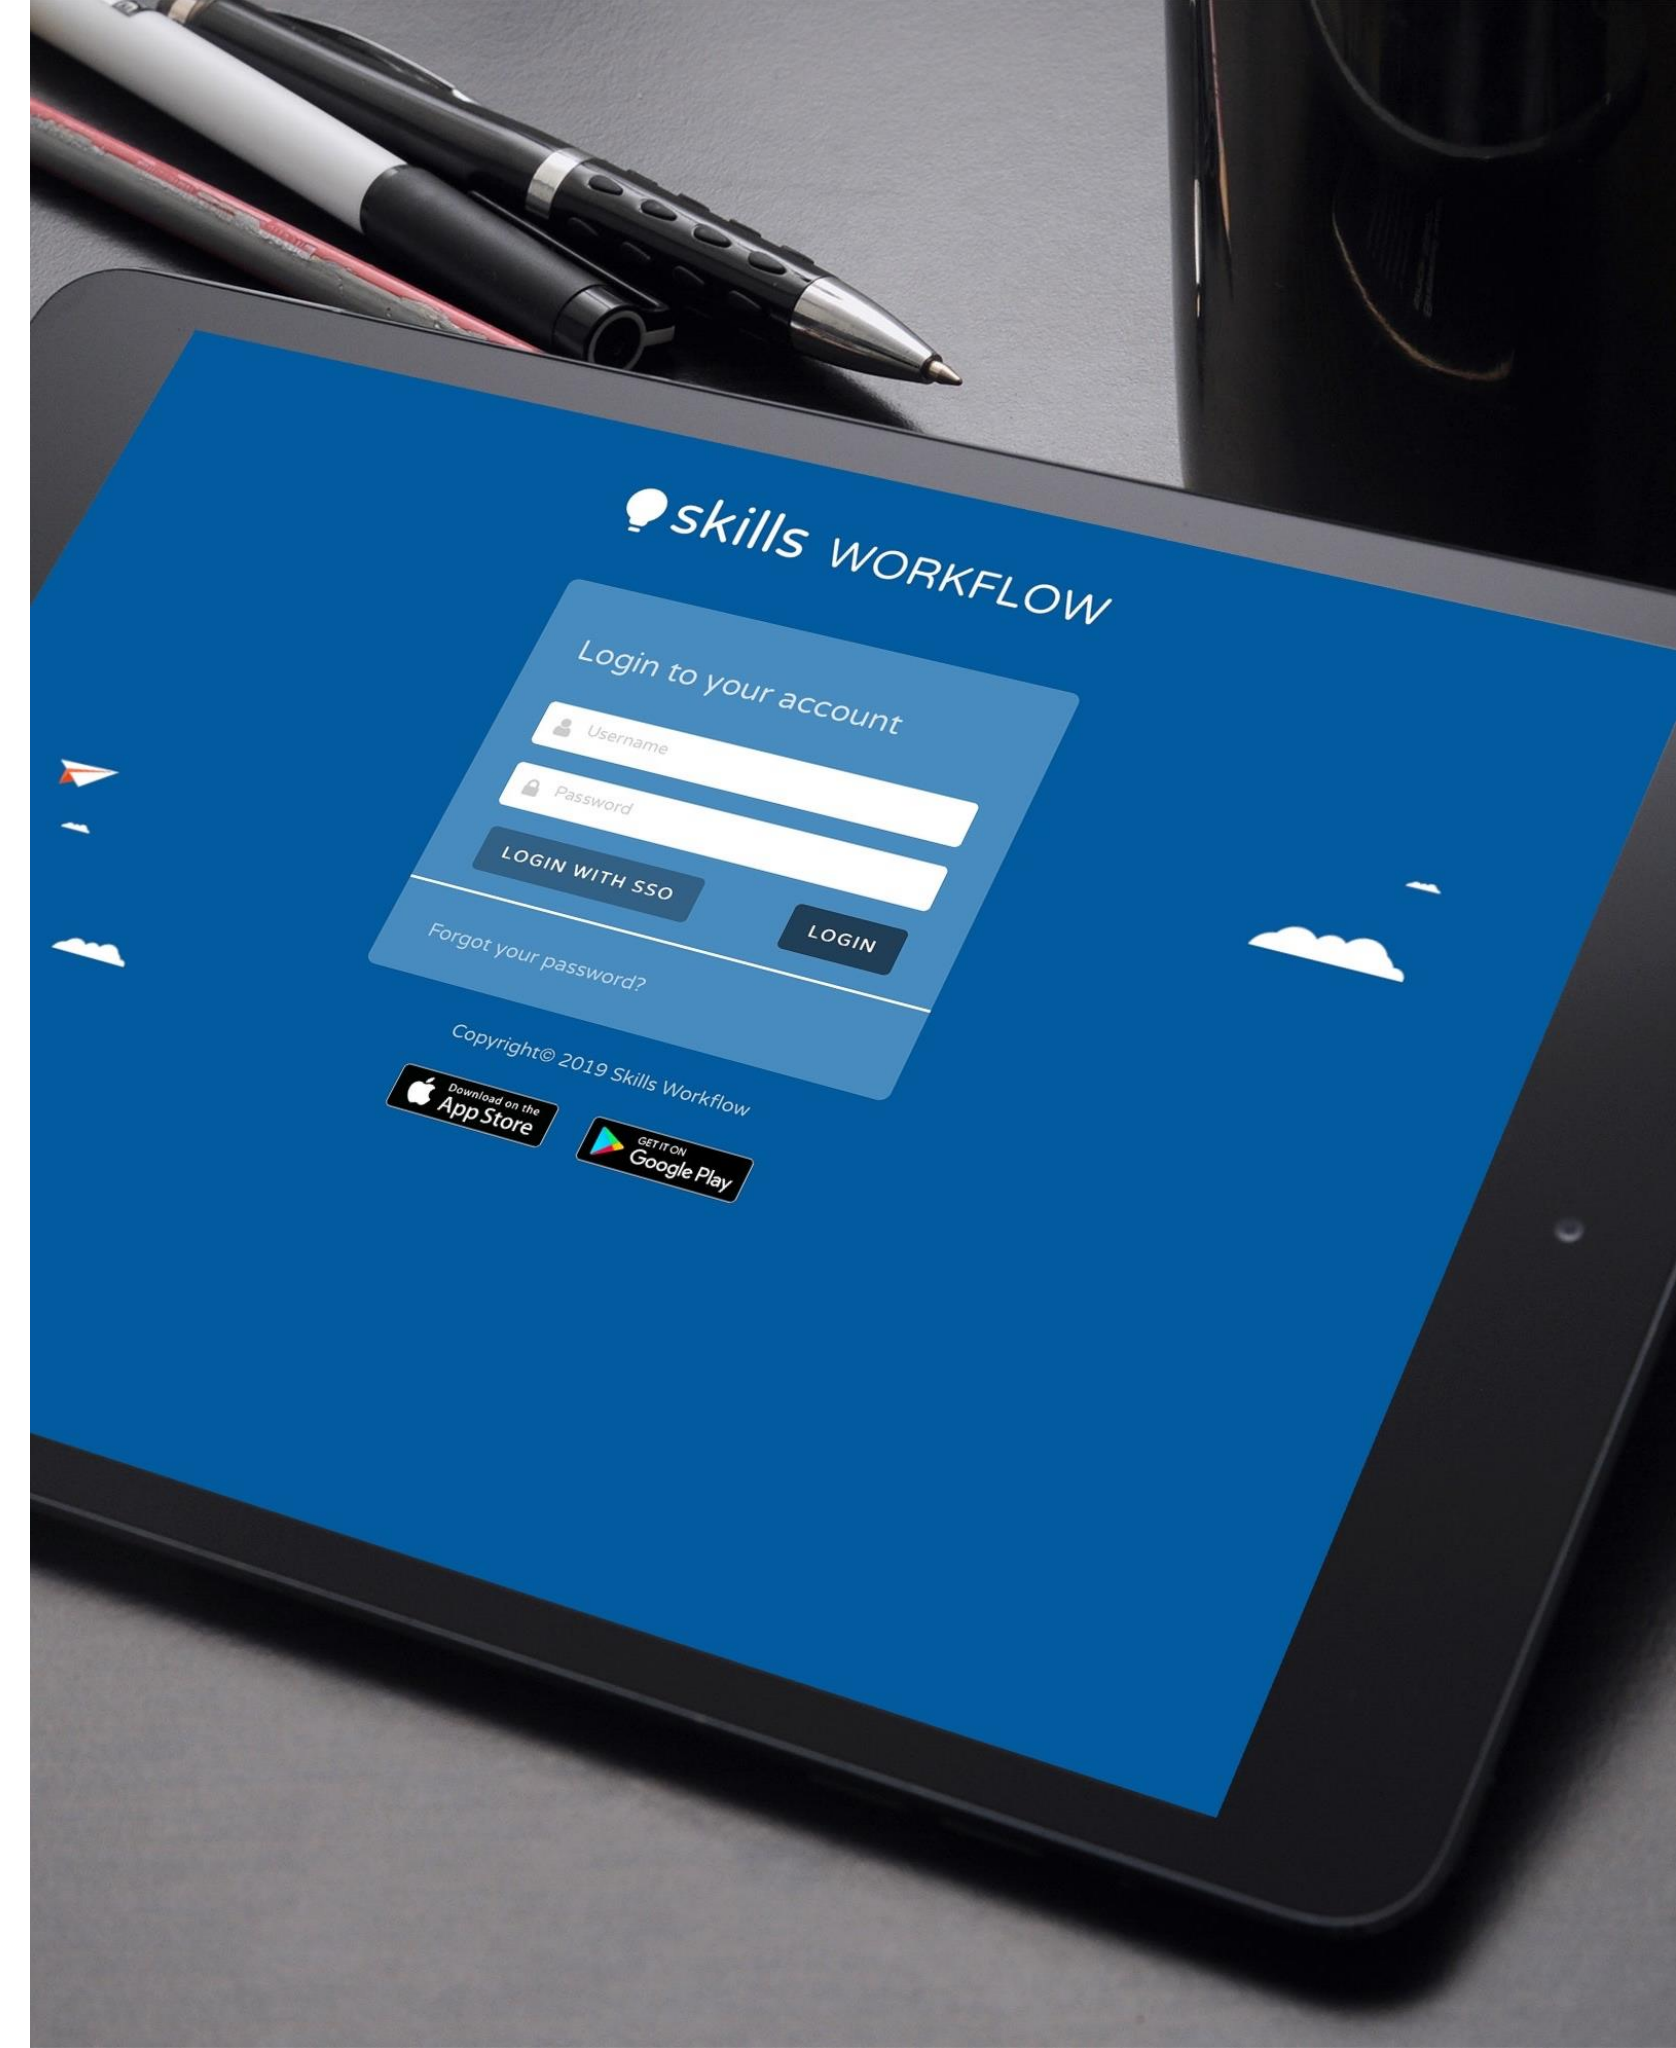 skills WORKFLOW
Login to your account
Username
Password
LOGIN WITH SSO
LOGIN
Forgot your password?
Copyright© 2019 Skills Workflow
Download on the
App Store
GET IT ON
Google Play